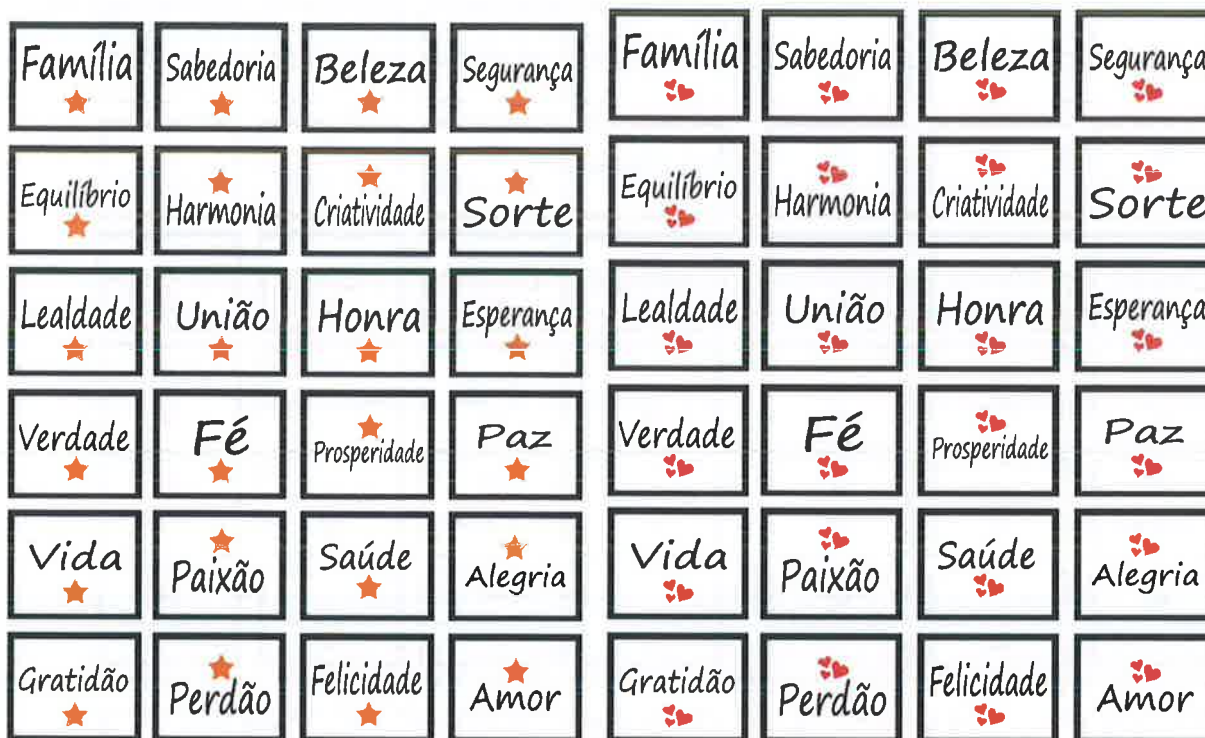 Família Sabedoria Beleza Segurança Família Sabedoria Beleza Segurança
Equilíbrio Harmonia Criatividade Sorte Equilíbrio Harmonia Criatividade Sorte
Lealdade União Honra Esperança Lealdade União Honra Esperança
Verdade Fé Prosperidade Paz Verdade Fé Prosperidade Paz
Vida Paixão Saúde Alegria Vida Paixão Saúde Alegria
Gratidão Perdão Felicidade Amor Gratidão Perdão Felicidade Amor